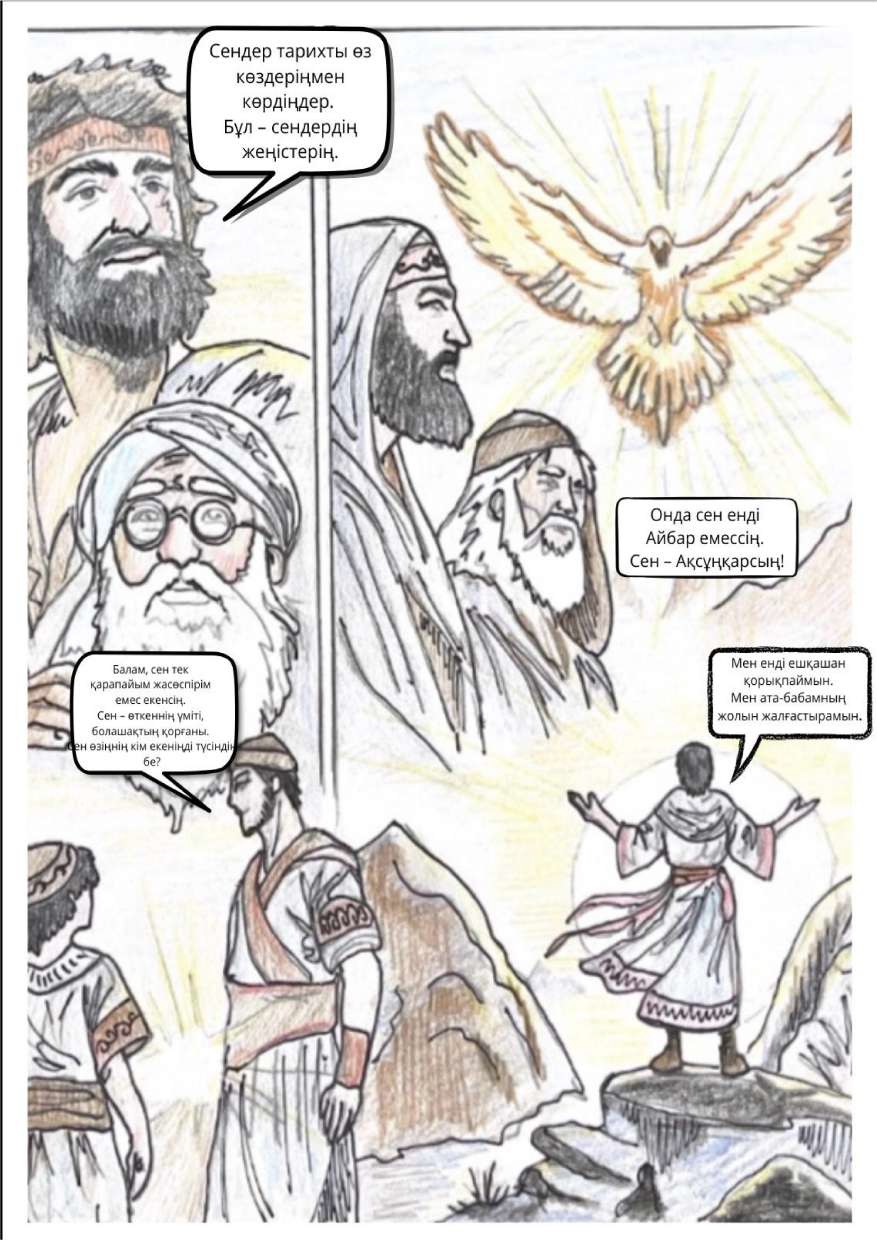 Сендер тарихты өз
көздеріңмен
көрдіңдер.
Бұл – сендердің
жеңістерің.
Онда сен енді
Айбар емессің.
Сен – Ақсұңқарсың!
Балам, сен тек
қарапайым жасөспірім
емес екенсің.
Сен – өткеннің үміті,
болашақтың қорғаны.
Сен өзіңнің кім екеніңді түсіндің
бе?
Мен енді ешқашан
қорықпаймын.
Мен ата-бабамның
жолын жалғастырамын.